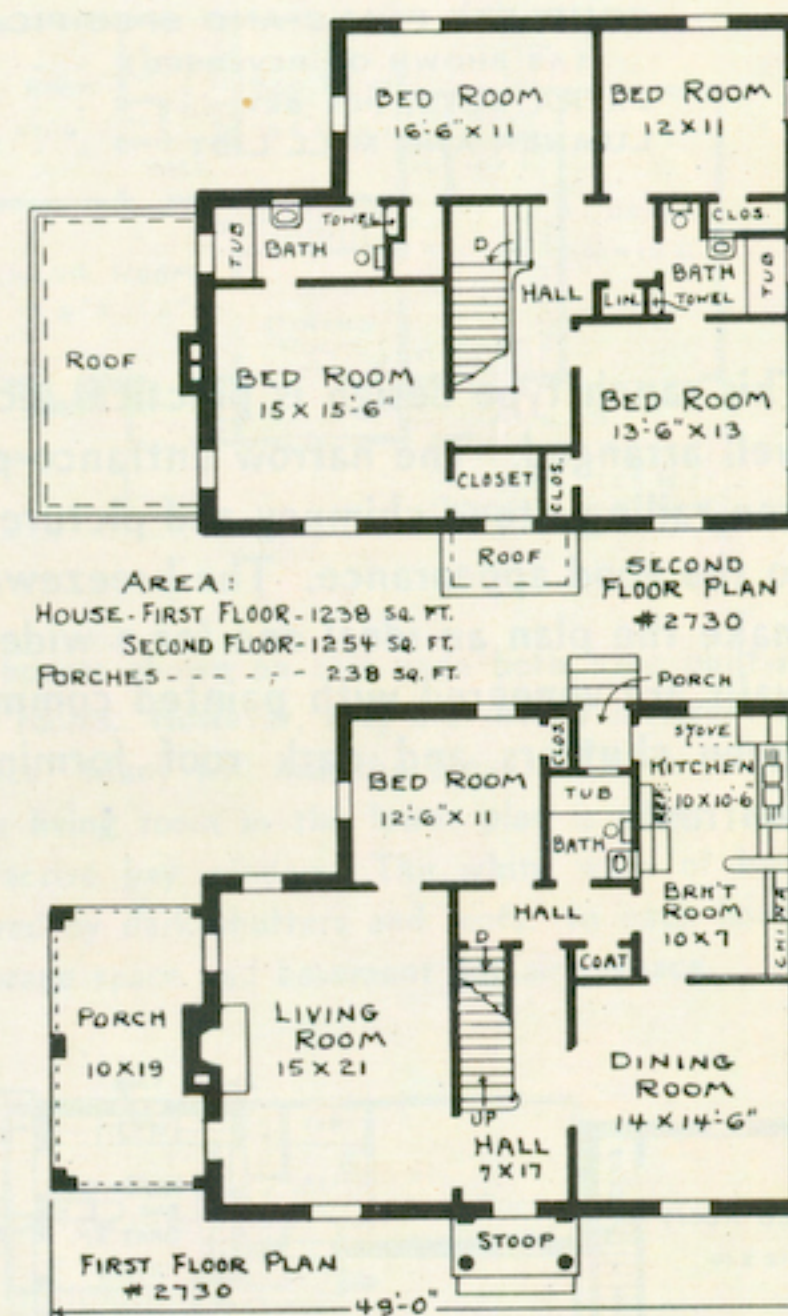 BED ROOM
16'-6" X 11
BED ROOM
12 X 11
TUB
BATH
TOWEL
D
HALL
CLOS.
BATH
TUB
LIN.
TOWEL
ROOF
BED ROOM
15 X 15'-6"
BED ROOM
13'-6" X 13
CLOSET
CLOS.
ROOF
SECOND
FLOOR PLAN
#2730
AREA:
HOUSE - FIRST FLOOR - 1238 SQ. FT.
SECOND FLOOR - 1254 SQ. FT.
PORCHES - - - - - 238 SQ. FT.
PORCH
CLOS.
STOVE
BED ROOM
12'-6" X 11
TUB
KITCHEN
10 X 10'-6"
REF.
BATH
BRK'T
ROOM
10 X 7
HALL
D
COAT
PORCH
10 X 19
LIVING
ROOM
15 X 21
DINING
ROOM
14 X 14'-6"
UP
HALL
7 X 17
STOOP
FIRST FLOOR PLAN
#2730
49'-0"